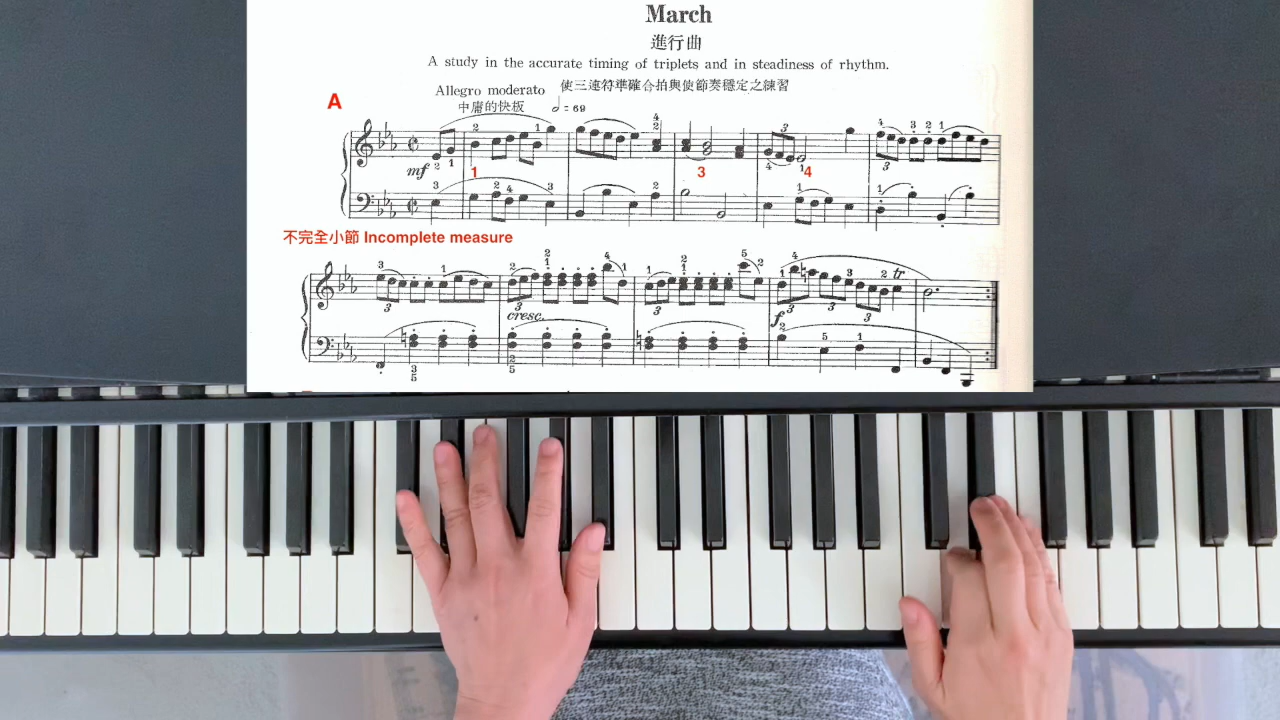 March
進行曲
A study in the accurate timing of triplets and in steadiness of rhythm.
使三連符準確合拍與使節奏穩定之練習
A
Allegro moderato
中庸的快板
= 69
mf
1
3
4
不完全小節 Incomplete measure
cresc.
f
tr